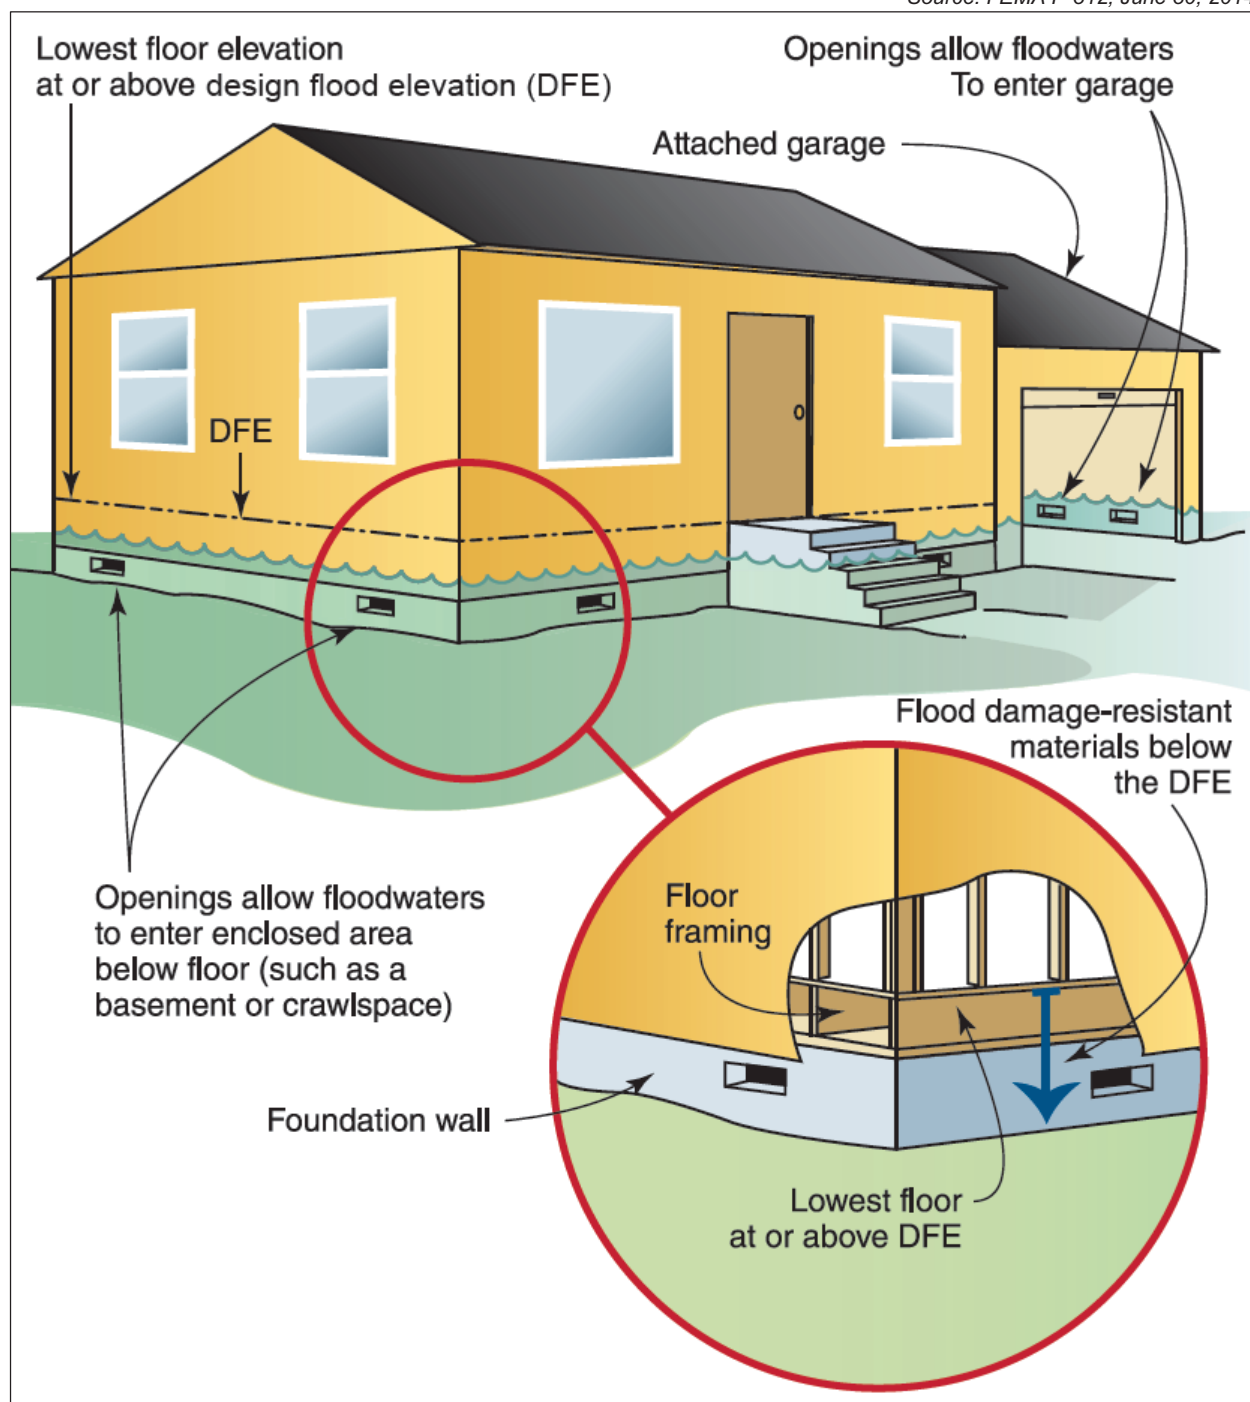 Lowest floor elevation
at or above design flood elevation (DFE)
Openings allow floodwaters
To enter garage
Attached garage
DFE
Flood damage-resistant
materials below
the DFE
Openings allow floodwaters
to enter enclosed area
below floor (such as a
basement or crawlspace)
Floor
framing
Foundation wall
Lowest floor
at or above DFE